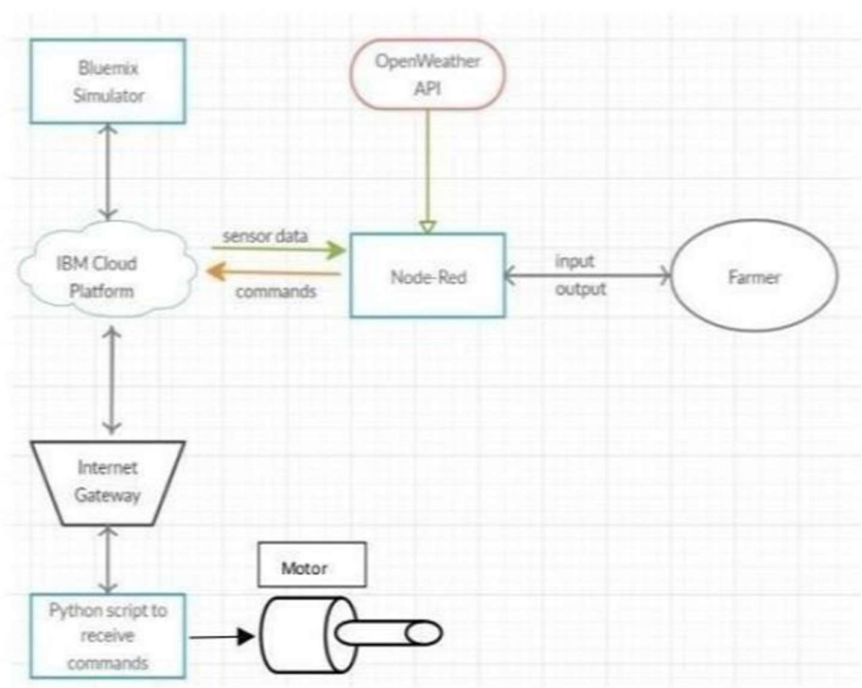 Bluemix
Simulator
OpenWeather
API
sensor data
IBM Cloud
Platform
commands
Node-Red
input
output
Farmer
Internet
Gateway
Motor
Python script to
receive
commands